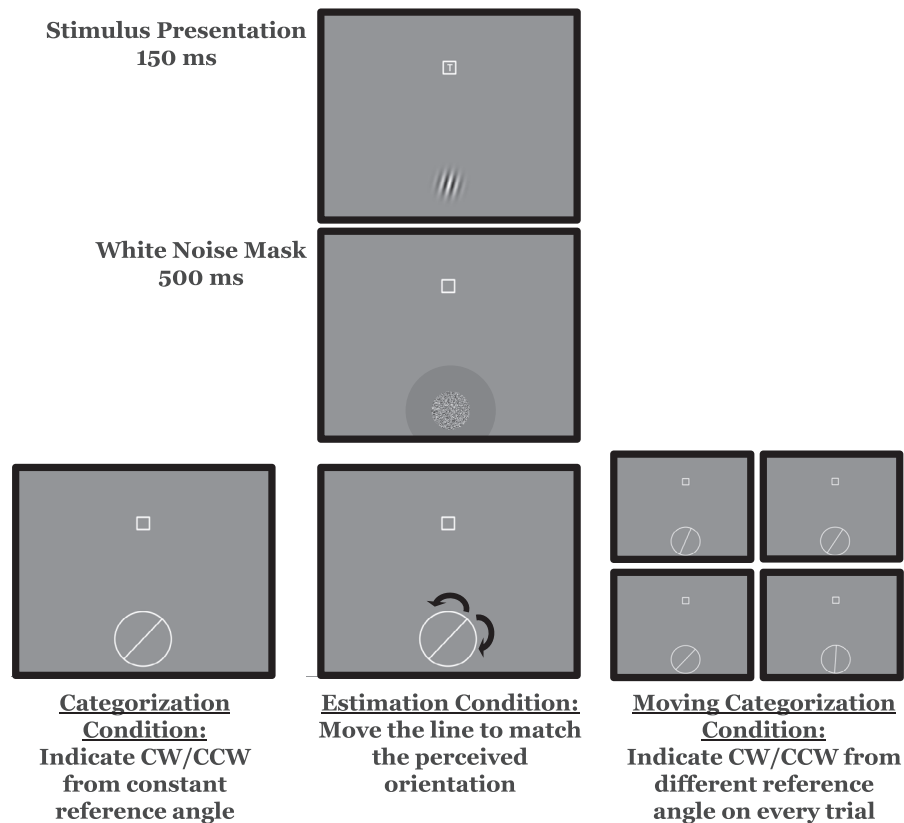 Stimulus Presentation
150 ms
T
White Noise Mask
500 ms
Categorization
Condition:
Indicate CW/CCW
from constant
reference angle
Estimation Condition:
Move the line to match
the perceived
orientation
Moving Categorization
Condition:
Indicate CW/CCW from
different reference
angle on every trial